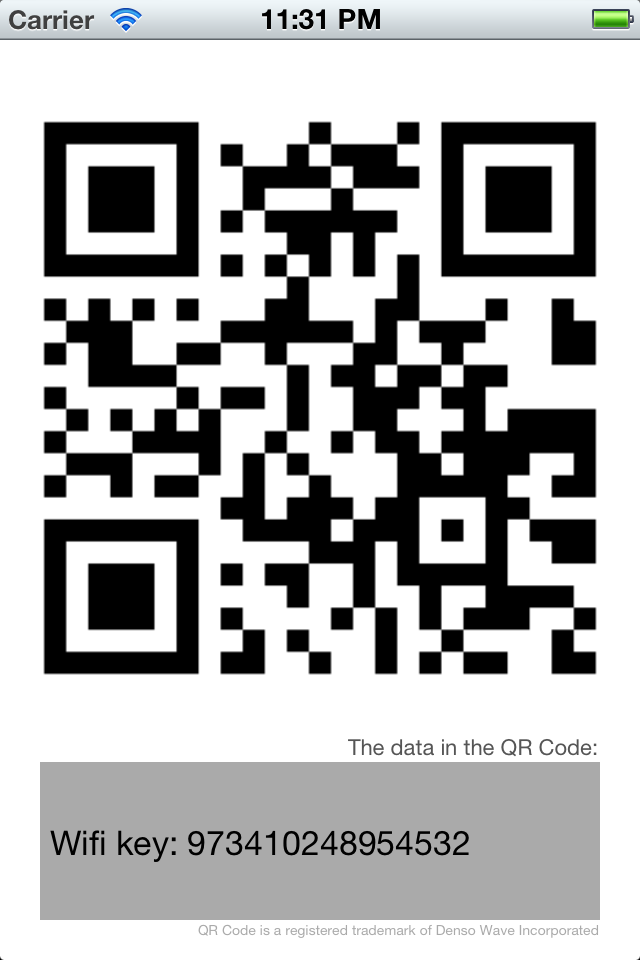 Carrier 11:31 PM
The data in the QR Code:
Wifi key: 973410248954532
QR Code is a registered trademark of Denso Wave Incorporated